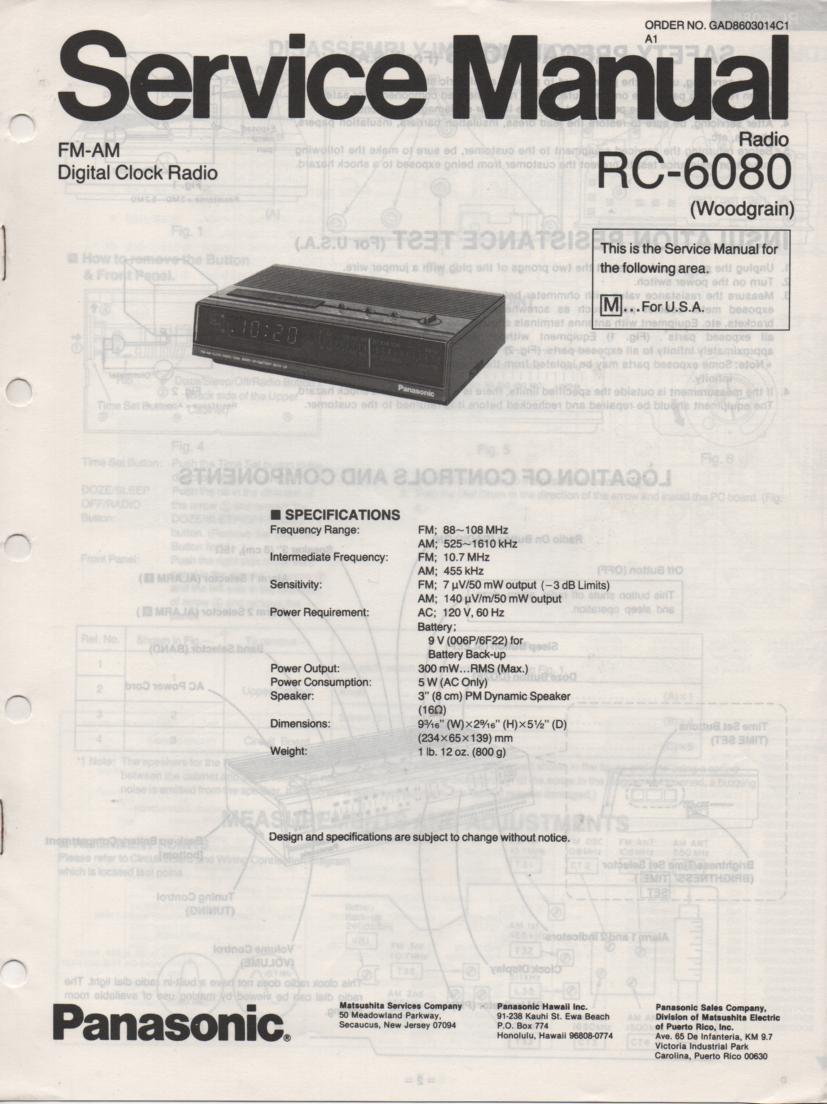 ORDER NO. GAD8603014C1
A1
Service Manual
FM-AM
Digital Clock Radio
Radio
RC-6080
(Woodgrain)
This is the Service Manual for
the following area.
M...For U.S.A.
10:20
Panasonic
■ SPECIFICATIONS
Frequency Range: FM; 88~108 MHz
AM; 525~1610 kHz
Intermediate Frequency: FM; 10.7 MHz
AM; 455 kHz
Sensitivity: FM; 7 µV/50 mW output (−3 dB Limits)
AM; 140 µV/m/50 mW output
Power Requirement: AC; 120 V, 60 Hz
Battery;
9 V (006P/6F22) for
Battery Back-up
Power Output: 300 mW...RMS (Max.)
Power Consumption: 5 W (AC Only)
Speaker: 3" (8 cm) PM Dynamic Speaker
(16Ω)
Dimensions: 9 3/16" (W)×2 9/16" (H)×5 1/2" (D)
(234×65×139) mm
Weight: 1 lb. 12 oz. (800 g)
Design and specifications are subject to change without notice.
Panasonic®
Matsushita Services Company
50 Meadowland Parkway,
Secaucus, New Jersey 07094
Panasonic Hawaii Inc.
91-238 Kauhi St. Ewa Beach
P.O. Box 774
Honolulu, Hawaii 96808-0774
Panasonic Sales Company,
Division of Matsushita Electric
of Puerto Rico, Inc.
Ave. 65 De Infanteria, KM 9.7
Victoria Industrial Park
Carolina, Puerto Rico 00630